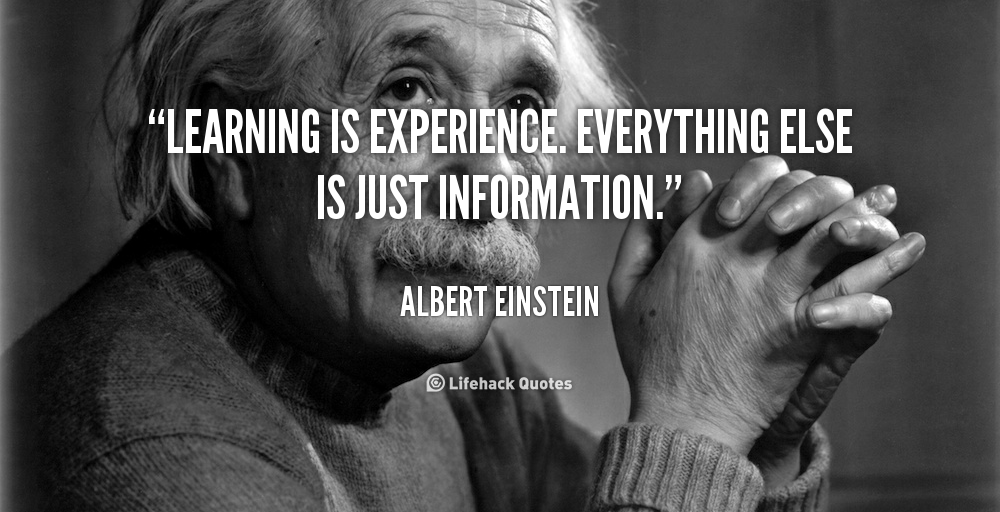 “LEARNING IS EXPERIENCE. EVERYTHING ELSE
IS JUST INFORMATION.”
ALBERT EINSTEIN
Lifehack Quotes